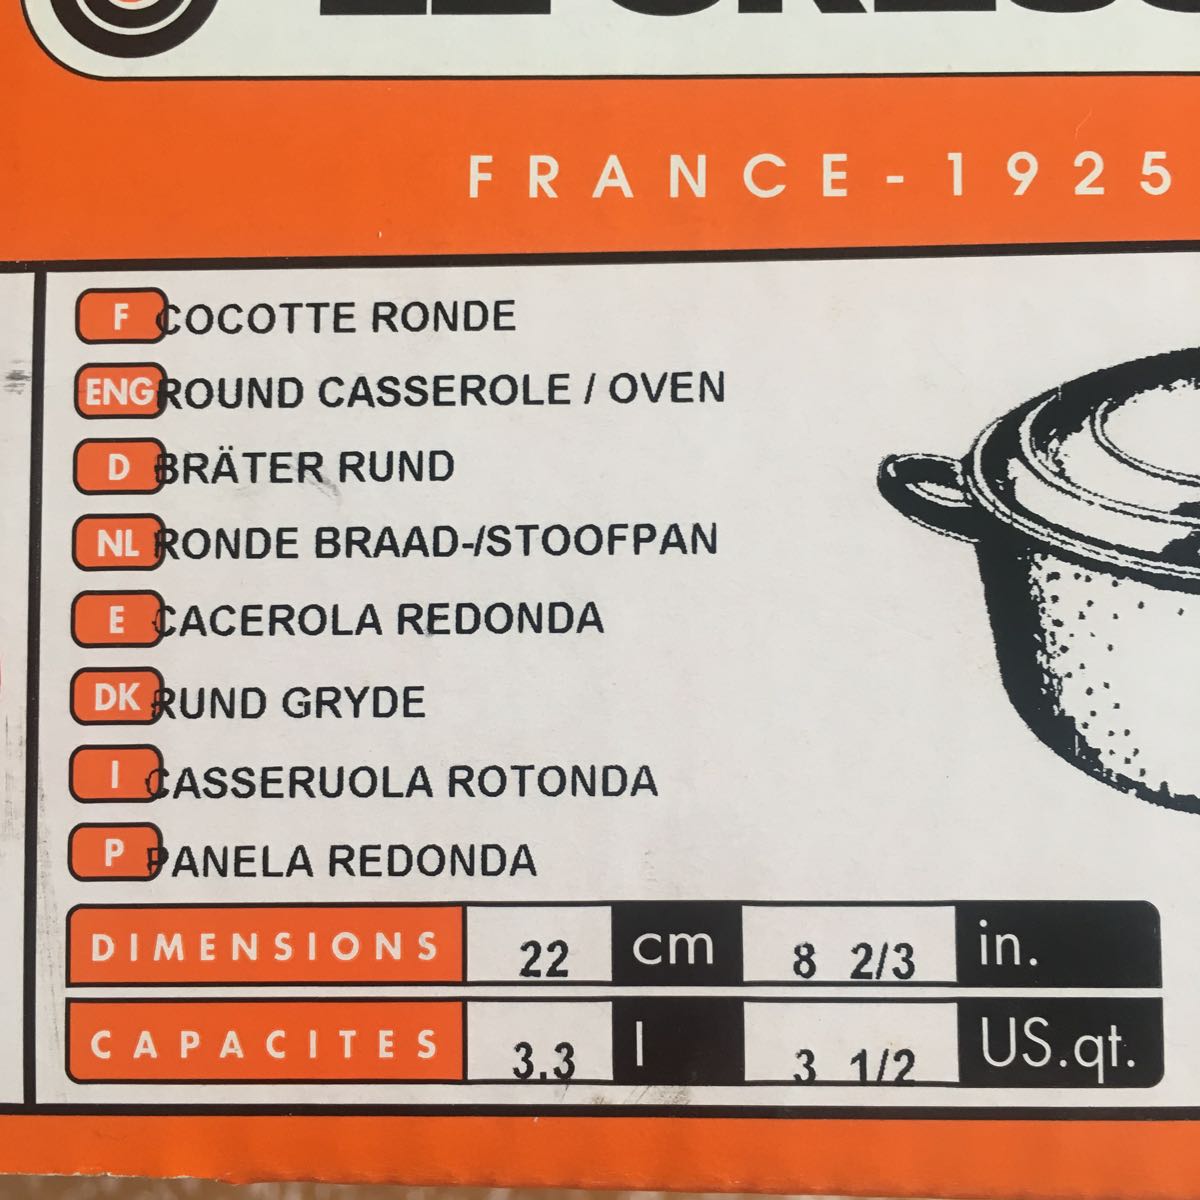 FRANCE-1925
F COCOTTE RONDE
ENG ROUND CASSEROLE / OVEN
D BRÄTER RUND
NL RONDE BRAAD-/STOOFPAN
E CACEROLA REDONDA
DK RUND GRYDE
I CASSERUOLA ROTONDA
P PANELA REDONDA
DIMENSIONS 22 cm 8 2/3 in.
CAPACITES 3.3 l 3 1/2 US.qt.